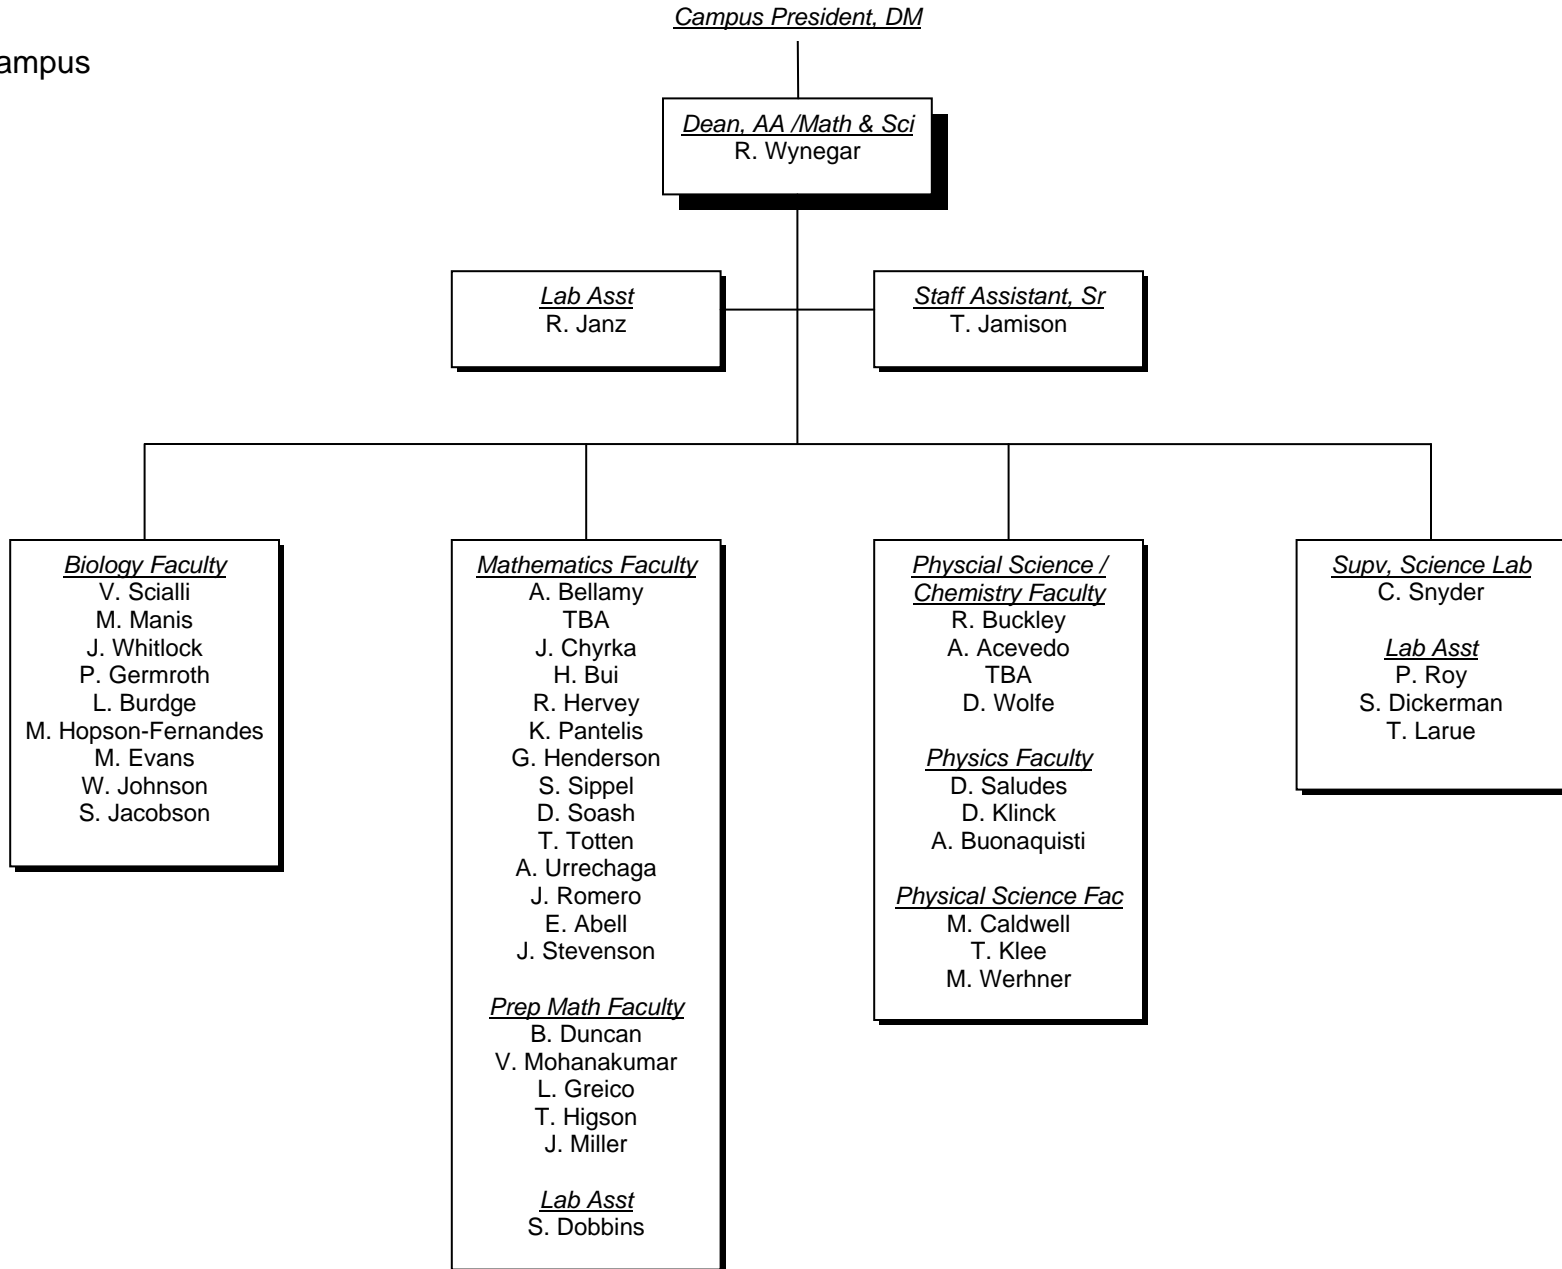 Campus President, DM
ampus
Dean, AA /Math & Sci
R. Wynegar
Lab Asst
R. Janz
Staff Assistant, Sr
T. Jamison
Biology Faculty
V. Scialli
M. Manis
J. Whitlock
P. Germroth
L. Burdge
M. Hopson-Fernandes
M. Evans
W. Johnson
S. Jacobson
Mathematics Faculty
A. Bellamy
TBA
J. Chyrka
H. Bui
R. Hervey
K. Pantelis
G. Henderson
S. Sippel
D. Soash
T. Totten
A. Urrechaga
J. Romero
E. Abell
J. Stevenson
Prep Math Faculty
B. Duncan
V. Mohanakumar
L. Greico
T. Higson
J. Miller
Lab Asst
S. Dobbins
Physcial Science /
Chemistry Faculty
R. Buckley
A. Acevedo
TBA
D. Wolfe
Physics Faculty
D. Saludes
D. Klinck
A. Buonaquisti
Physical Science Fac
M. Caldwell
T. Klee
M. Werhner
Supv, Science Lab
C. Snyder
Lab Asst
P. Roy
S. Dickerman
T. Larue